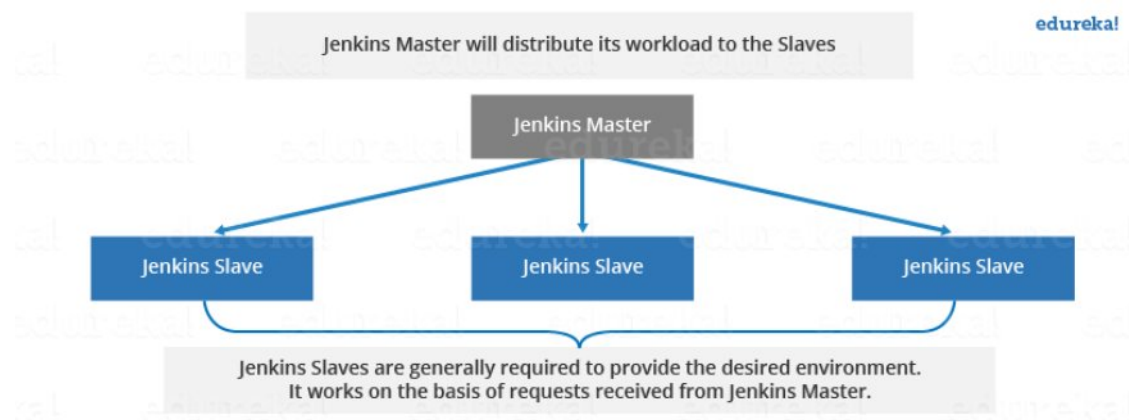 edureka!
Jenkins Master will distribute its workload to the Slaves
Jenkins Master
Jenkins Slave
Jenkins Slave
Jenkins Slave
Jenkins Slaves are generally required to provide the desired environment.
It works on the basis of requests received from Jenkins Master.